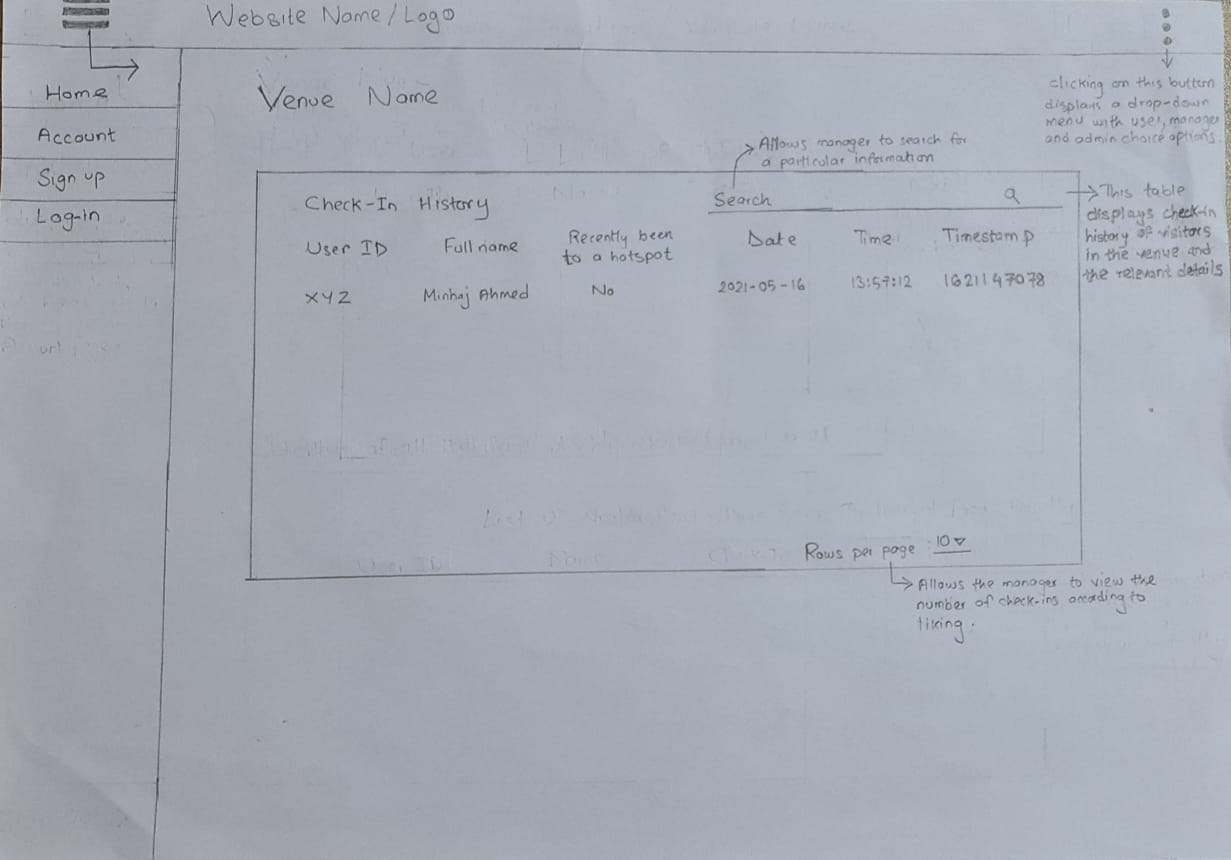 Website Name/Logo
Home
Account
Sign up
Log-in
Venue Name
clicking on this button
displays a drop-down
menu with user, manager
and admin choice options.
Allows manager to search for
a particular information
Check-In History
Search
This table
displays check-in
history of visitors
in the venue and
the relevant details
User ID
Full name
Recently been
to a hotspot
Date
Time
Timestamp
XYZ
Minhaj Ahmed
No
2021-05-16
13:57:12
1621147078
Rows per page : 10
Allows the manager to view the
number of check-ins according to
liking.